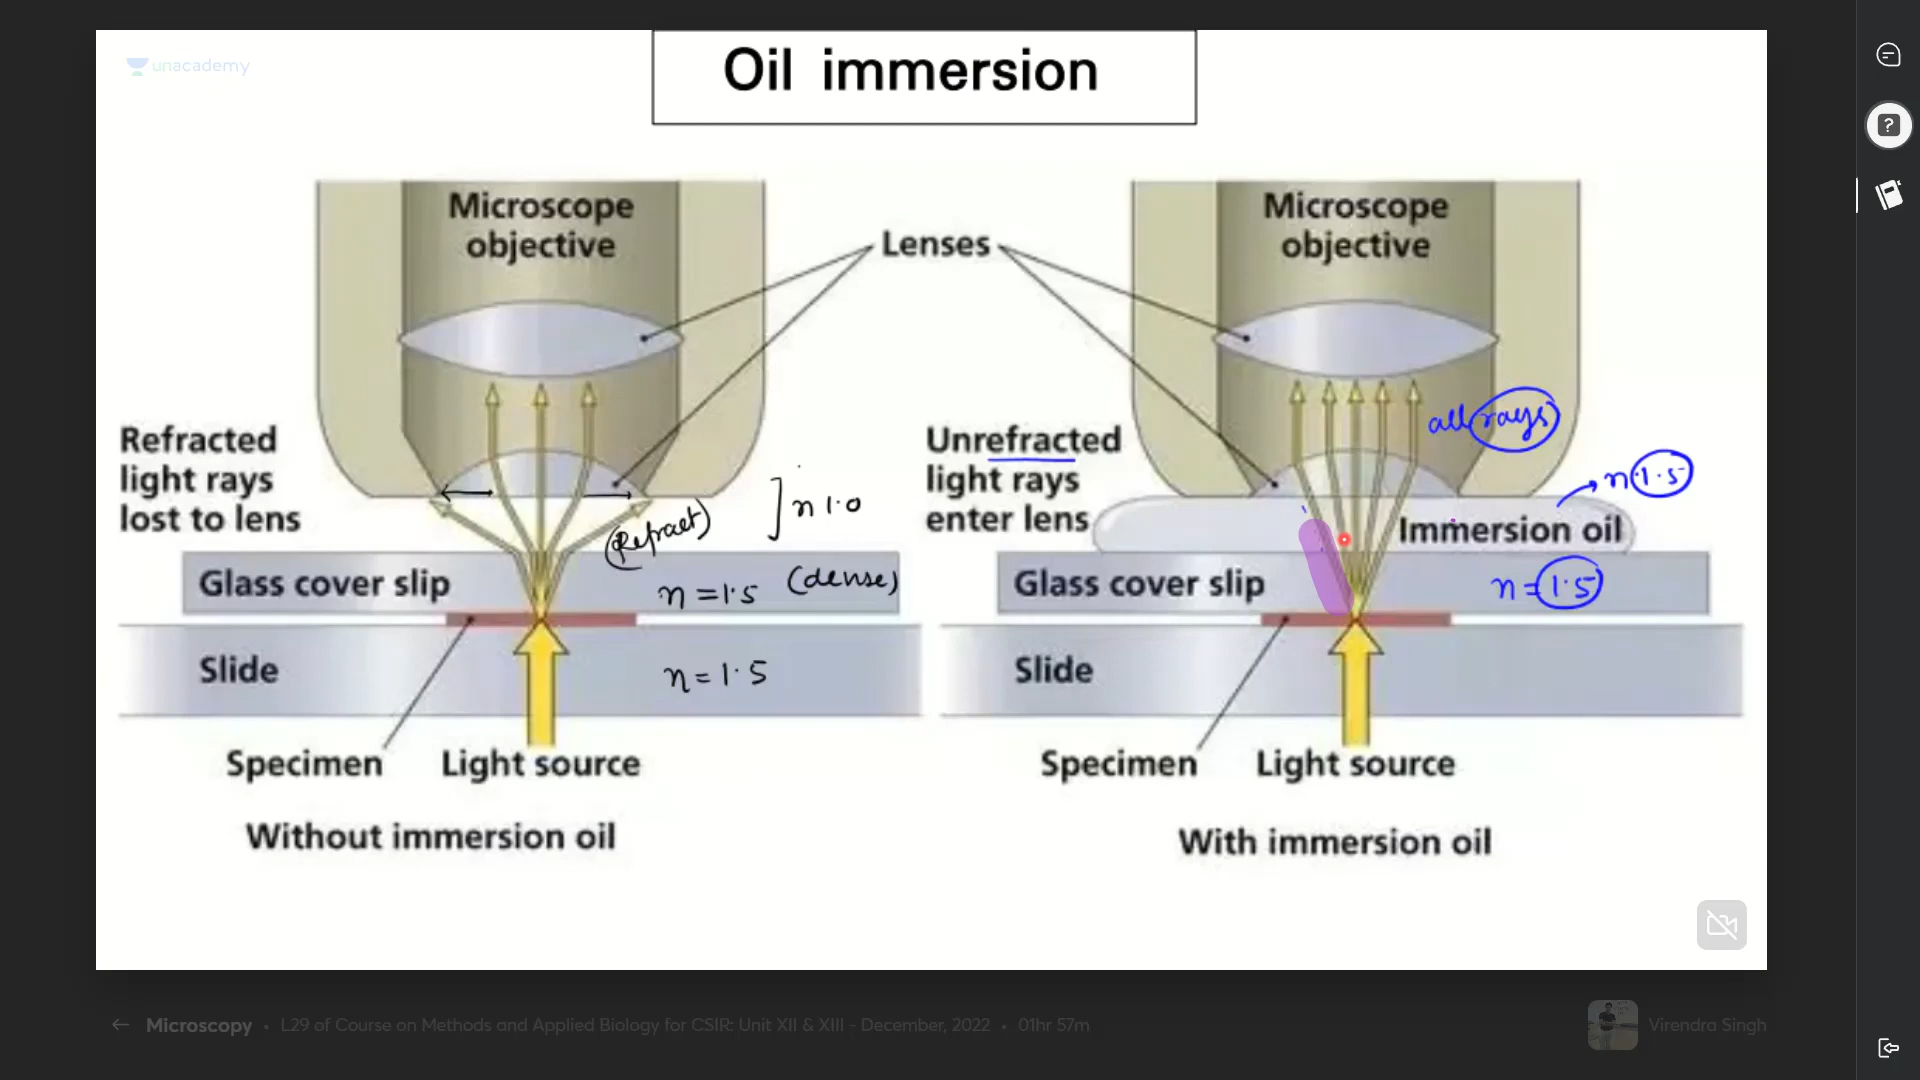 unacademy
Oil immersion
Microscope
objective
Lenses
Microscope
objective
Refracted
light rays
lost to lens
(Refract)
] n 1.0
Glass cover slip
n = 1.5 (dense)
Slide
n = 1.5
Specimen
Light source
Without immersion oil
Unrefracted
light rays
enter lens
all rays
n 1.5
Immersion oil
Glass cover slip
n = 1.5
Slide
Specimen
Light source
With immersion oil
← Microscopy • L29 of Course on Methods and Applied Biology for CSIR: Unit XII & XIII - December, 2022 • 01hr 57m
Virendra Singh